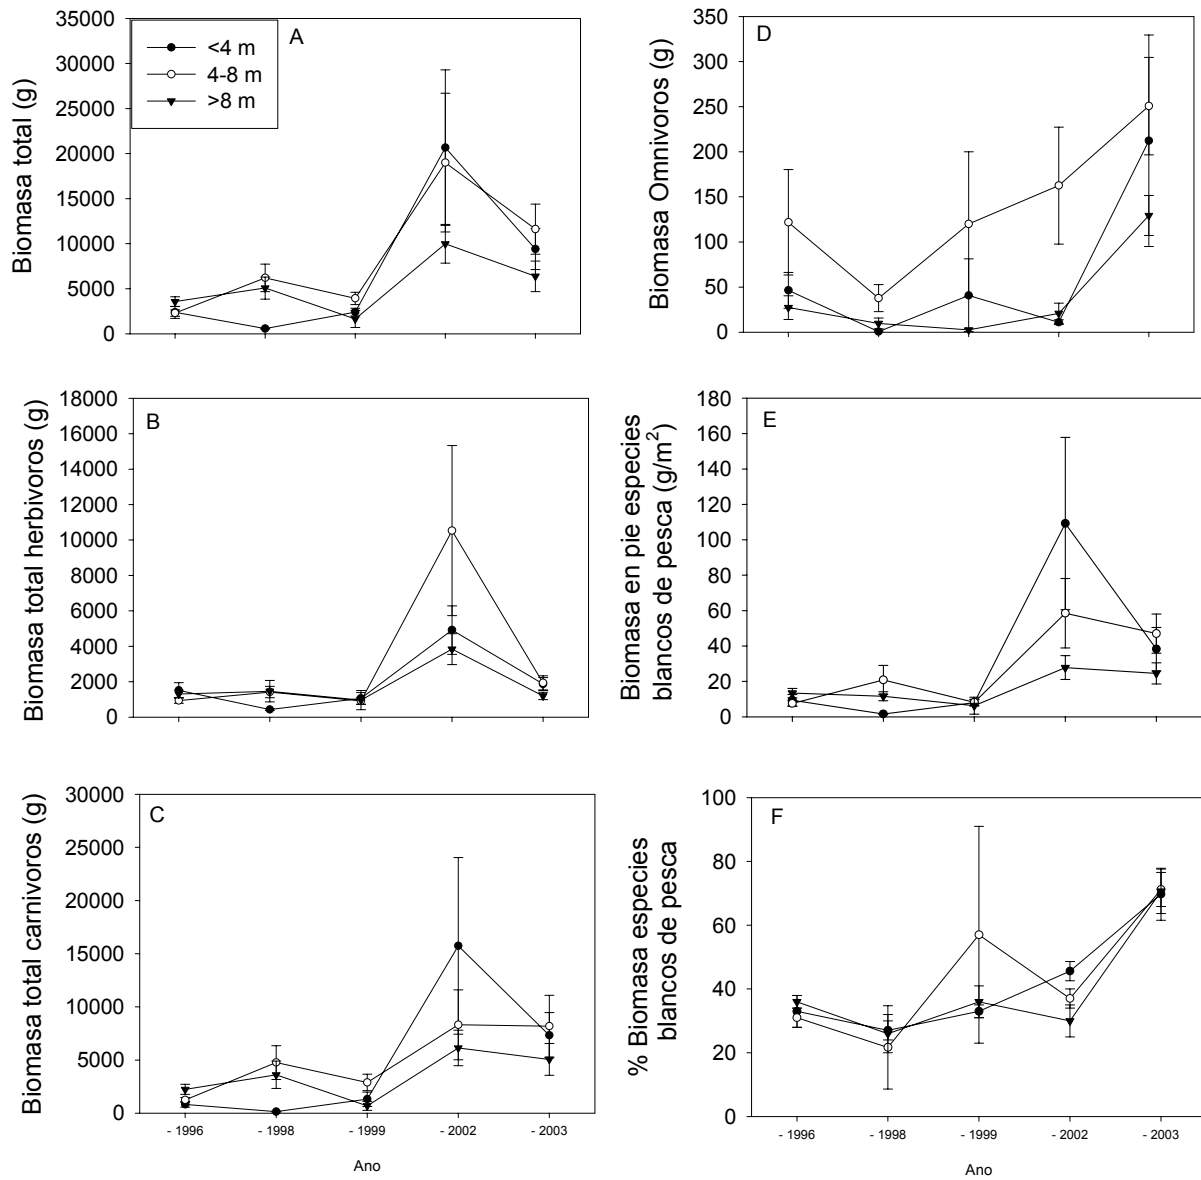 Biomasa total (g)
35000
30000
25000
20000
15000
10000
5000
0
<4 m
4-8 m
>8 m
A
Biomasa Omnivoros (g)
350
300
250
200
150
100
50
0
D
Biomasa total herbivoros (g)
18000
16000
14000
12000
10000
8000
6000
4000
2000
0
B
Biomasa en pie especies
blancos de pesca (g/m²)
180
160
140
120
100
80
60
40
20
0
E
Biomasa total carnivoros (g)
30000
25000
20000
15000
10000
5000
0
C
- 1996 - 1998 - 1999 - 2002 - 2003
Ano
% Biomasa especies
blancos de pesca
100
80
60
40
20
0
F
- 1996 - 1998 - 1999 - 2002 - 2003
Ano